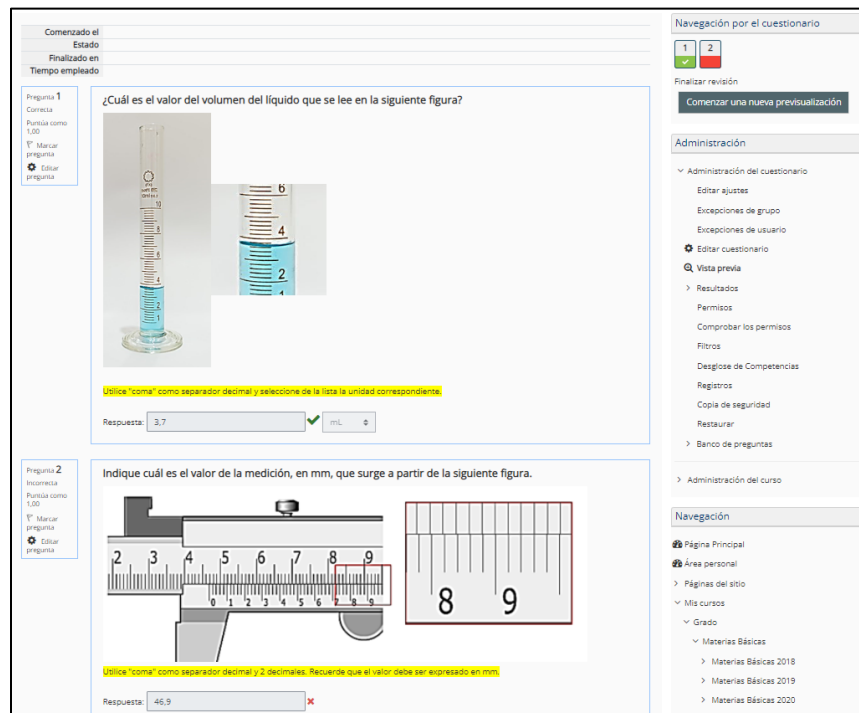 Comenzado el
Estado
Finalizado en
Tiempo empleado
Pregunta 1
Correcta
Puntúa como
1,00
Marcar
pregunta
Editar
pregunta
¿Cuál es el valor del volumen del líquido que se lee en la siguiente figura?
10
8
6
4
2
1
6
4
2
1
Utilice "coma" como separador decimal y seleccione de la lista la unidad correspondiente.
Respuesta: 3,7 mL
Pregunta 2
Incorrecta
Puntúa como
1,00
Marcar
pregunta
Editar
pregunta
Indique cuál es el valor de la medición, en mm, que surge a partir de la siguiente figura.
2 3 4 5 6 7 8 9
0 1 2 3 4 5 6 7 8 9
8 9
Utilice "coma" como separador decimal y 2 decimales. Recuerde que el valor debe ser expresado en mm.
Respuesta: 46,9
Navegación por el cuestionario
1 2
Finalizar revisión
Comenzar una nueva previsualización
Administración
Administración del cuestionario
Editar ajustes
Excepciones de grupo
Excepciones de usuario
Editar cuestionario
Vista previa
Resultados
Permisos
Comprobar los permisos
Filtros
Desglose de Competencias
Registros
Copia de seguridad
Restaurar
Banco de preguntas
Administración del curso
Navegación
Página Principal
Área personal
Páginas del sitio
Mis cursos
Grado
Materias Básicas
Materias Básicas 2018
Materias Básicas 2019
Materias Básicas 2020